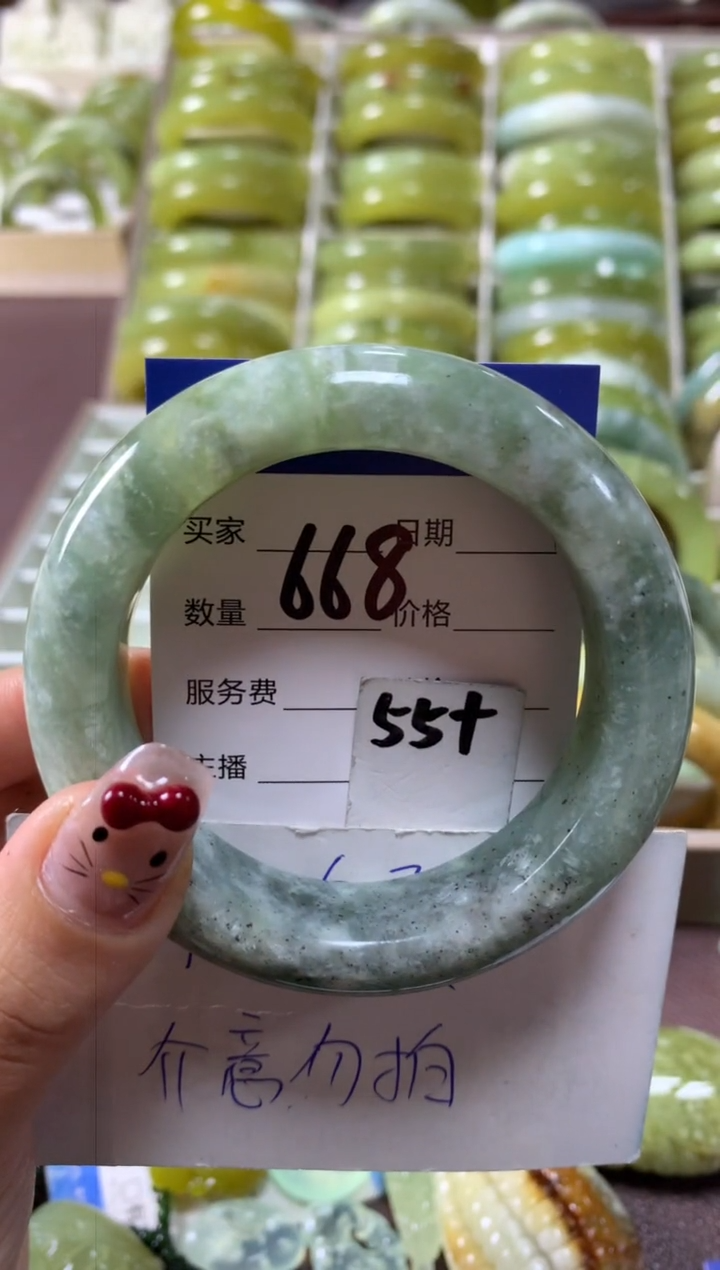 买家 日期
668
数量 价格
服务费
55+
主播
介意勿拍